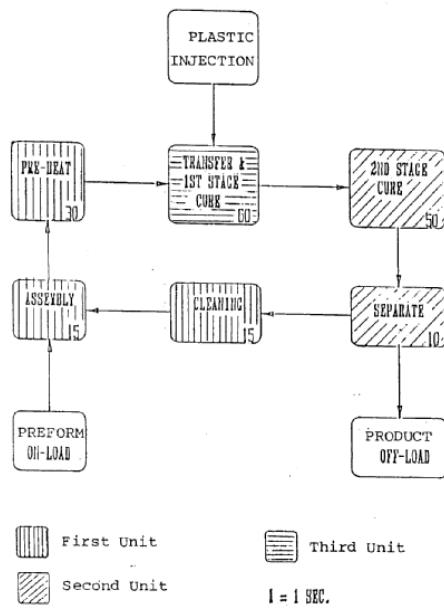 PLASTIC
INJECTION
PRE-HEAT
30
TRANSFER &
1ST STAGE
CURE
60
2ND STAGE
CURE
50
ASSEMBLY
15
CLEANING
15
SEPARATE
10
PREFORM
ON-LOAD
PRODUCT
OFF-LOAD
First Unit
Third Unit
Second Unit
1 = 1 SEC.